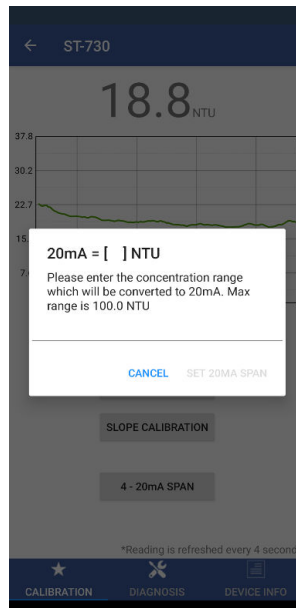 ST-730
18.8 NTU
37.8
30.2
22.7
15.
7.
20mA = [ ] NTU
Please enter the concentration range
which will be converted to 20mA. Max
range is 100.0 NTU
CANCEL SET 20MA SPAN
SLOPE CALIBRATION
4 - 20mA SPAN
*Reading is refreshed every 4 second
CALIBRATION DIAGNOSIS DEVICE INFO